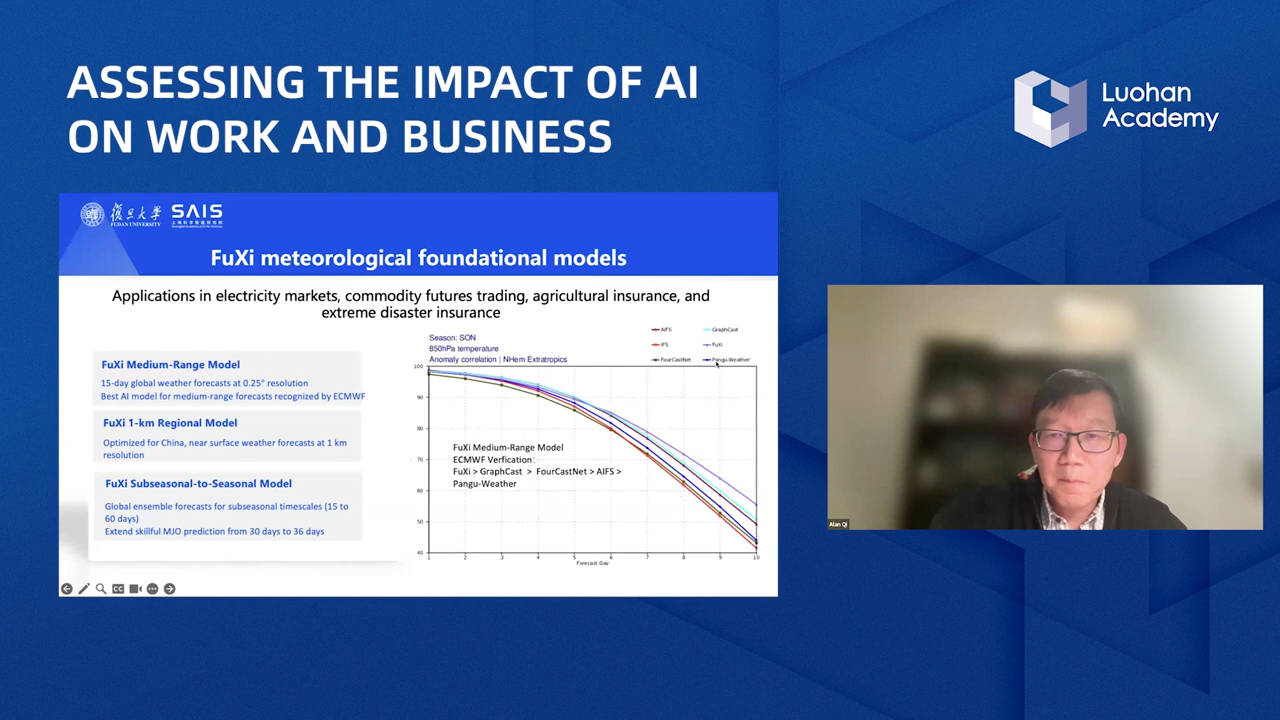 ASSESSING THE IMPACT OF AI
ON WORK AND BUSINESS
Luohan
Academy
復旦大學
FUDAN UNIVERSITY
SAIS
FuXi meteorological foundational models
Applications in electricity markets, commodity futures trading, agricultural insurance, and
extreme disaster insurance
FuXi Medium-Range Model
15-day global weather forecasts at 0.25° resolution
Best AI model for medium-range forecasts recognized by ECMWF
FuXi 1-km Regional Model
Optimized for China, near surface weather forecasts at 1 km
resolution
FuXi Subseasonal-to-Seasonal Model
Global ensemble forecasts for subseasonal timescales (15 to
60 days)
Extend skillful MJO prediction from 30 days to 36 days
Season: SON
850hPa temperature
Anomaly correlation | NHem Extratropics
AIFS
GraphCast
IFS
FuXi
FourCastNet
Pangu-Weather
100
90
80
70
60
50
40
FuXi Medium-Range Model
ECMWF Verfication:
FuXi > GraphCast > FourCastNet > AIFS >
Pangu-Weather
1 2 3 4 5 6 7 8 9 10
Forecast Day
CC
Alan Qi